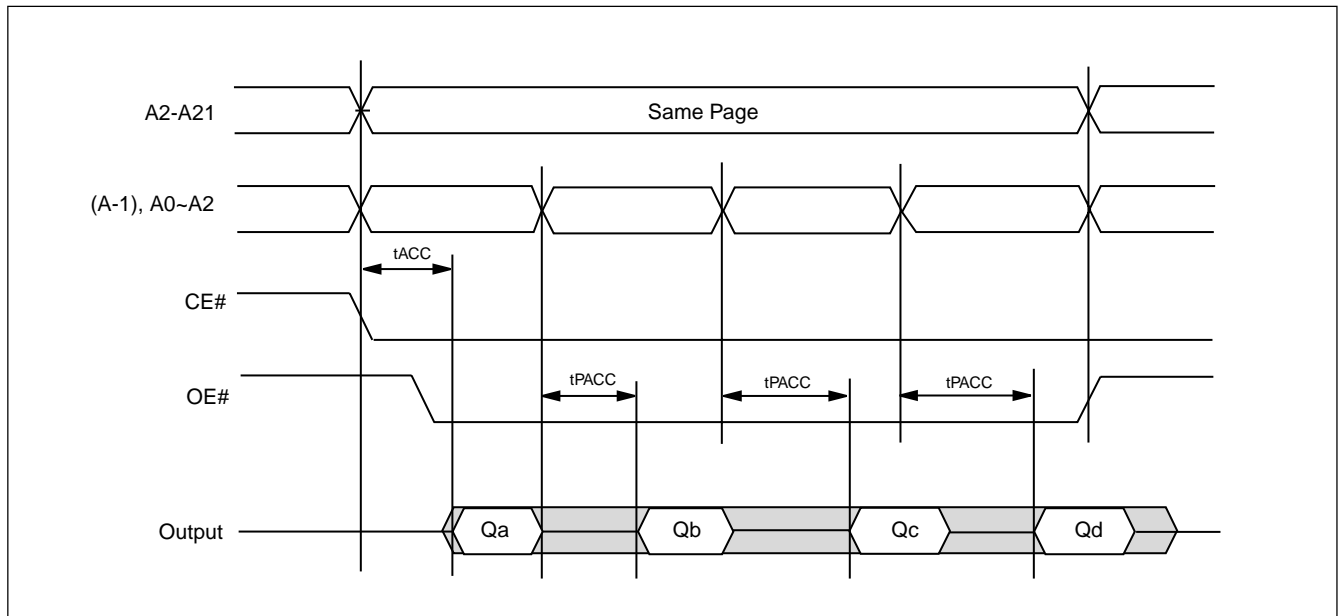 A2-A21
Same Page
(A-1), A0~A2
tACC
CE#
OE#
tPACC
tPACC
tPACC
Output
Qa
Qb
Qc
Qd